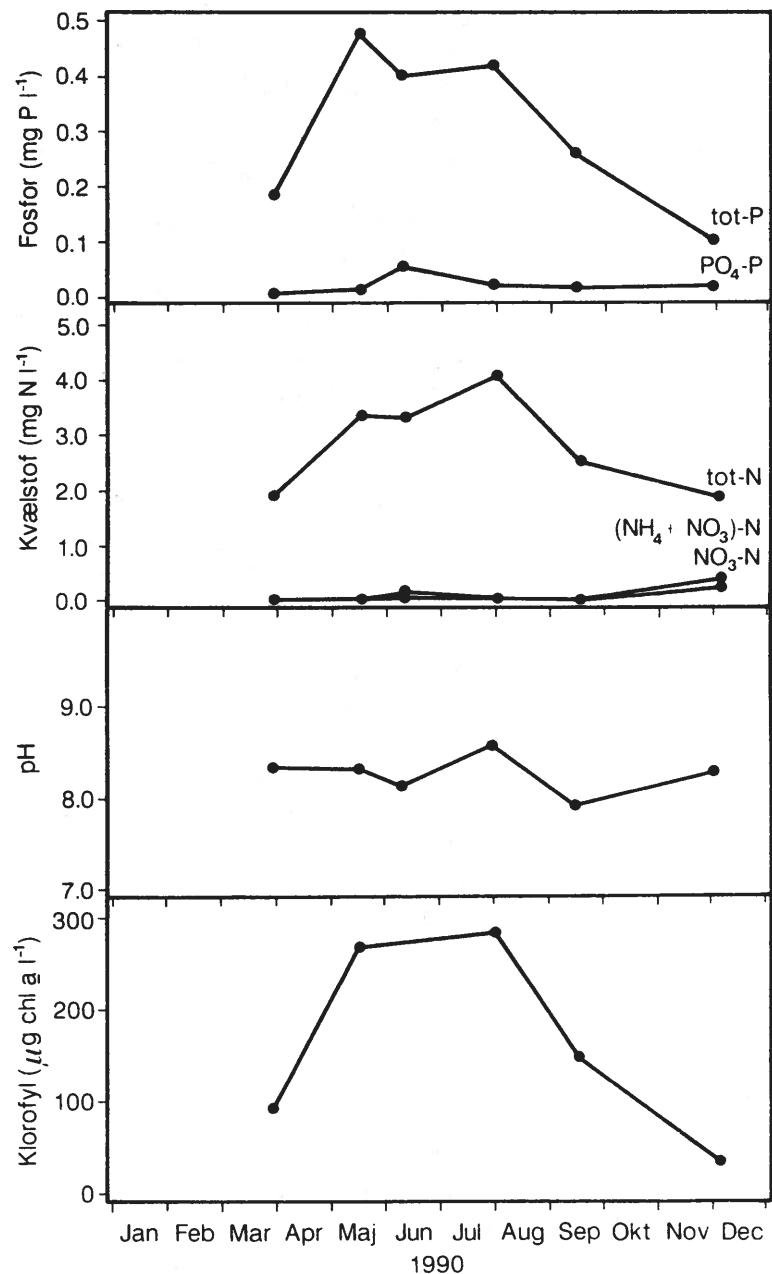 Fosfor (mg P l⁻¹)
0.5
0.4
0.3
0.2
0.1
0.0
tot-P
PO₄-P
Kvælstof (mg N l⁻¹)
5.0
4.0
3.0
2.0
1.0
0.0
tot-N
(NH₄ + NO₃)-N
NO₃-N
pH
9.0
8.0
7.0
Klorofyl (µg chl a l⁻¹)
300
200
100
0
Jan Feb Mar Apr Maj Jun Jul Aug Sep Okt Nov Dec
1990